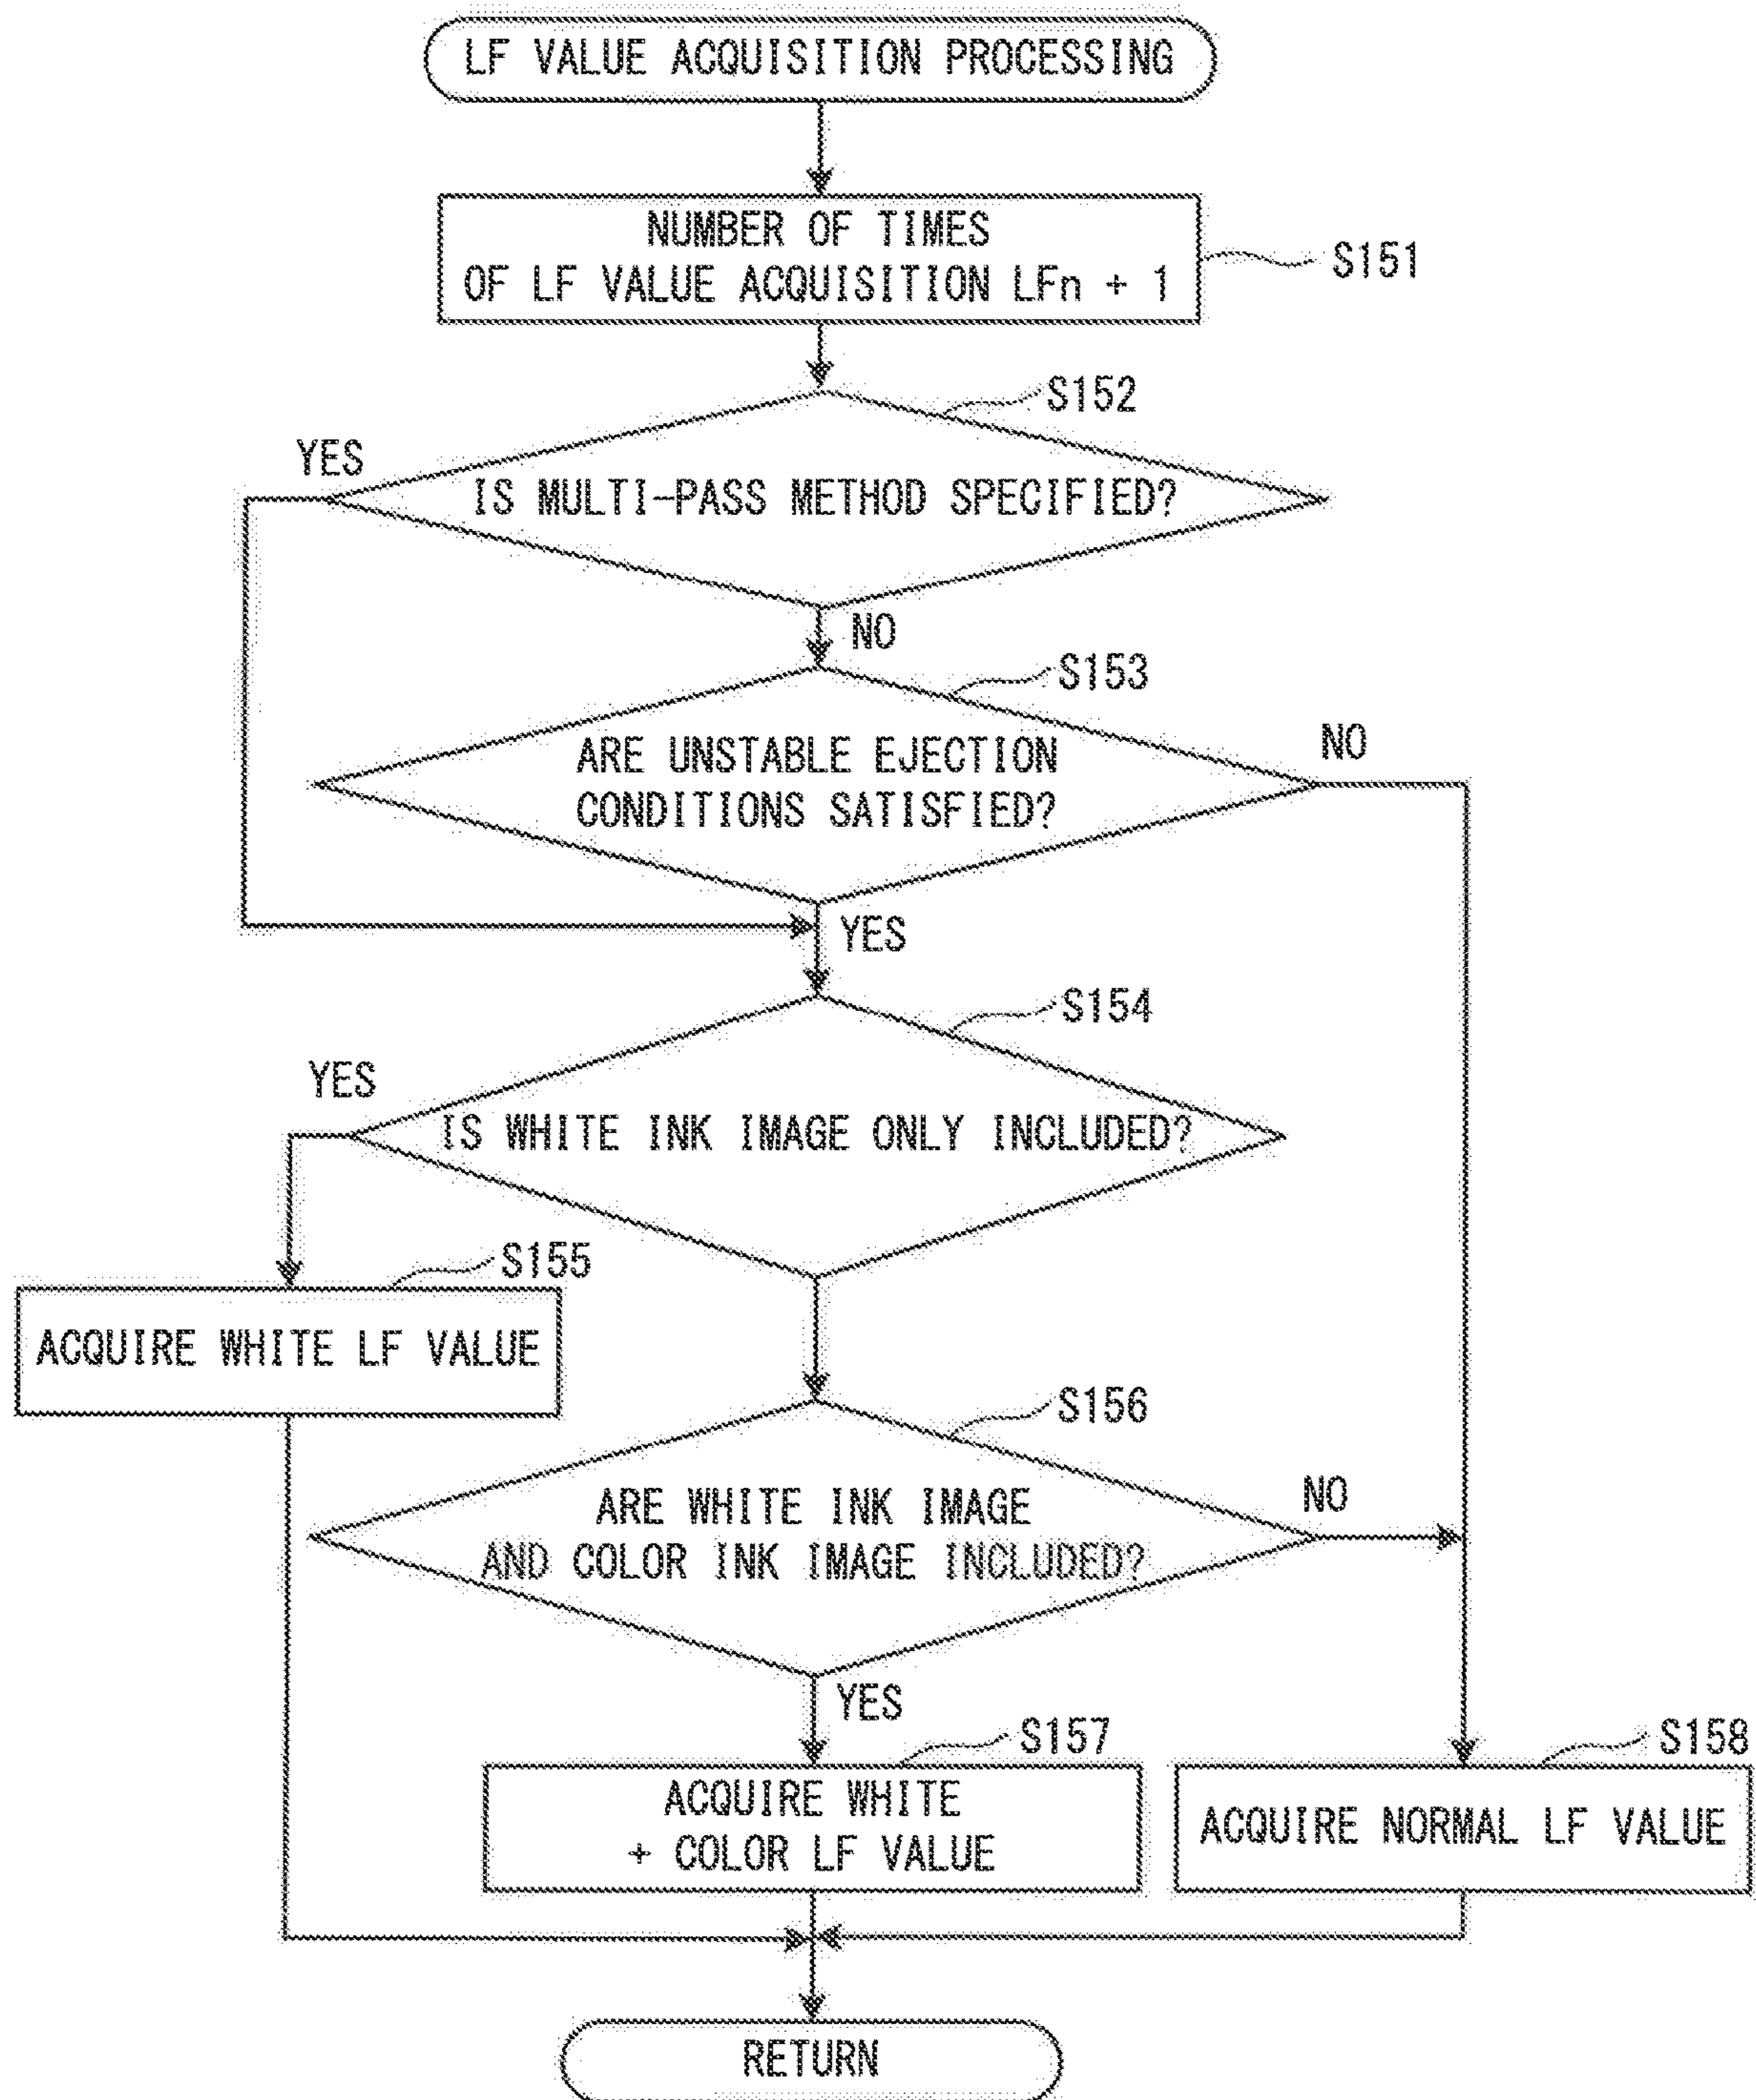 LF VALUE ACQUISITION PROCESSING
NUMBER OF TIMES
OF LF VALUE ACQUISITION LFn + 1
S151
S152
YES
IS MULTI-PASS METHOD SPECIFIED?
NO
S153
NO
ARE UNSTABLE EJECTION
CONDITIONS SATISFIED?
YES
S154
YES
IS WHITE INK IMAGE ONLY INCLUDED?
S155
ACQUIRE WHITE LF VALUE
S156
NO
ARE WHITE INK IMAGE
AND COLOR INK IMAGE INCLUDED?
YES
S157
S158
ACQUIRE WHITE
+ COLOR LF VALUE
ACQUIRE NORMAL LF VALUE
RETURN